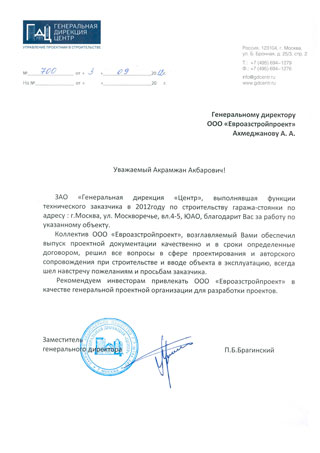 ГЕНЕРАЛЬНАЯ
ДИРЕКЦИЯ
ЦЕНТР
УПРАВЛЕНИЕ ПРОЕКТАМИ В СТРОИТЕЛЬСТВЕ
Россия, 123104, г. Москва,
ул. Б. Бронная, д. 25/3, стр. 2
Т.: +7 (495) 694-1279
Ф.: +7 (495) 694-1279
info@gdcentr.ru
www.gdcentr.ru
№ 700 от « 3 » 09 20 12г.
На № от « » 20 г.
Генеральному директору
ООО «Евроазстройпроект»
Ахмеджанову А. А.
Уважаемый Акрамжан Акбарович!
ЗАО «Генеральная дирекция «Центр», выполнявшая функции
технического заказчика в 2012году по строительству гаража-стоянки по
адресу : г.Москва, ул. Москворечье, вл.4-5, ЮАО, благодарит Вас за работу по
указанному объекту.
Коллектив ООО «Евроазстройпроект», возглавляемый Вами обеспечил
выпуск проектной документации качественно и в сроки определенные
договором, решил все вопросы в сфере проектирования и авторского
сопровождения при строительстве и вводе объекта в эксплуатацию, всегда
шел навстречу пожеланиям и просьбам заказчика.
Рекомендуем инвесторам привлекать ООО «Евроазстройпроект» в
качестве генеральной проектной организации для разработки проектов.
Заместитель
генерального директора
П.Б.Брагинский